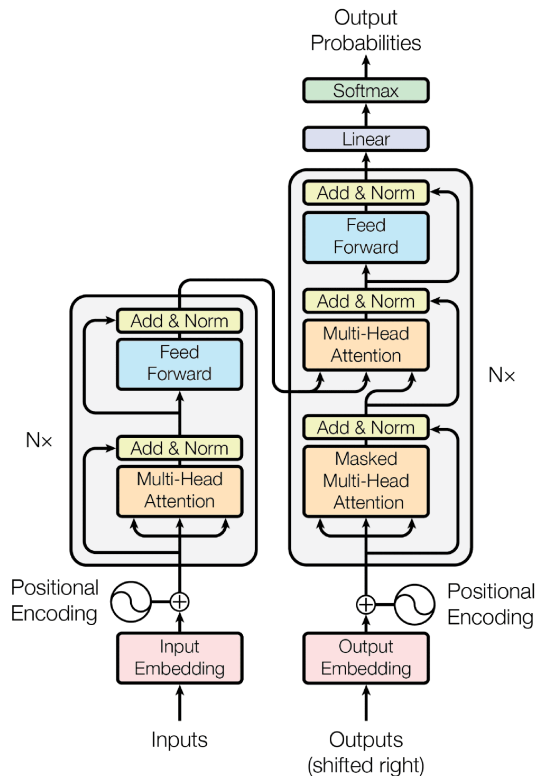 Output
Probabilities
Softmax
Linear
Add & Norm
Feed
Forward
Add & Norm
Multi-Head
Attention
Add & Norm
Masked
Multi-Head
Attention
N×
Add & Norm
Feed
Forward
Add & Norm
Multi-Head
Attention
N×
Positional
Encoding
Positional
Encoding
Input
Embedding
Output
Embedding
Inputs
Outputs
(shifted right)